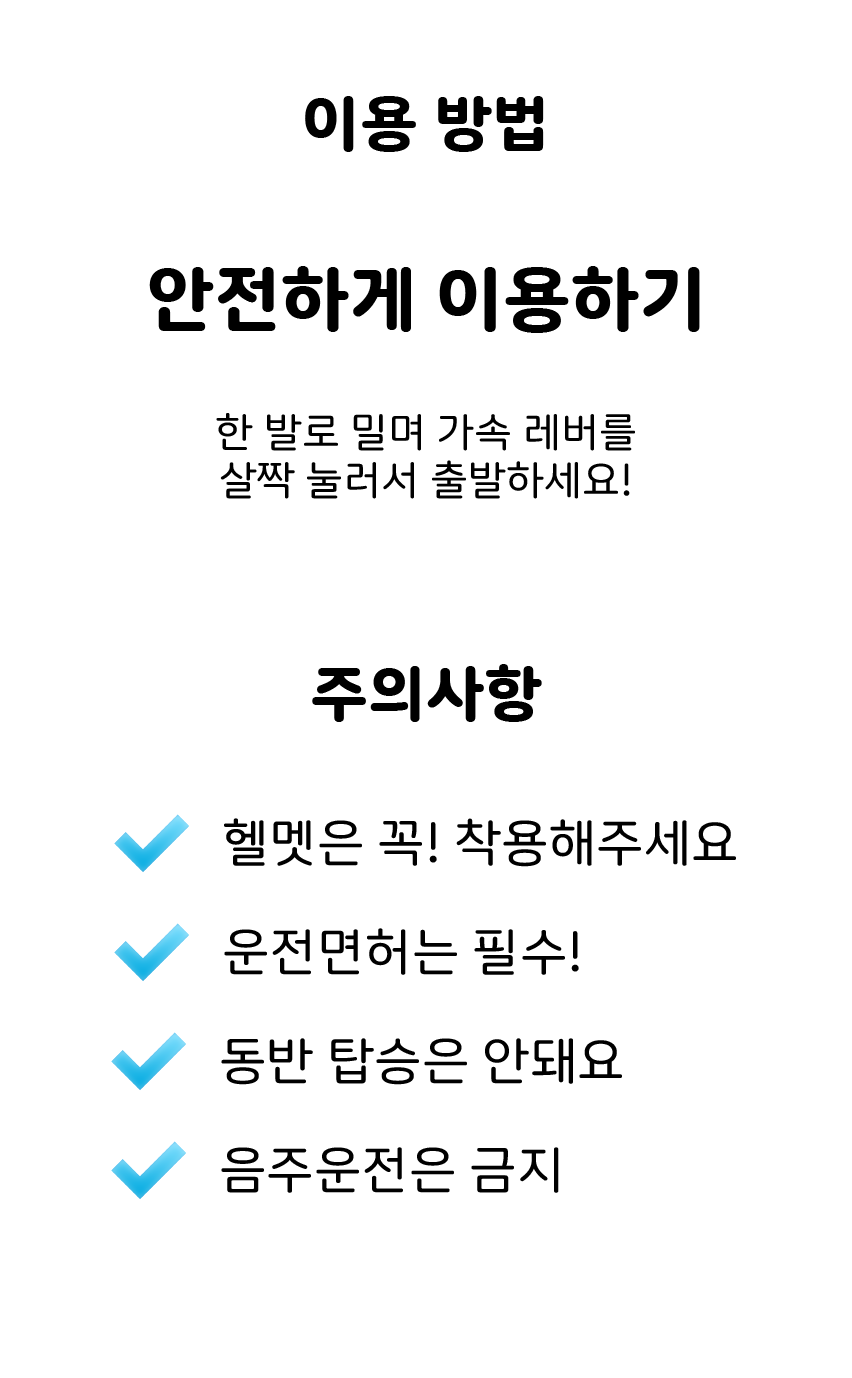 이용 방법
안전하게 이용하기
한 발로 밀며 가속 레버를
살짝 눌러서 출발하세요!
주의사항
헬멧은 꼭! 착용해주세요
운전면허는 필수!
동반 탑승은 안돼요
음주운전은 금지